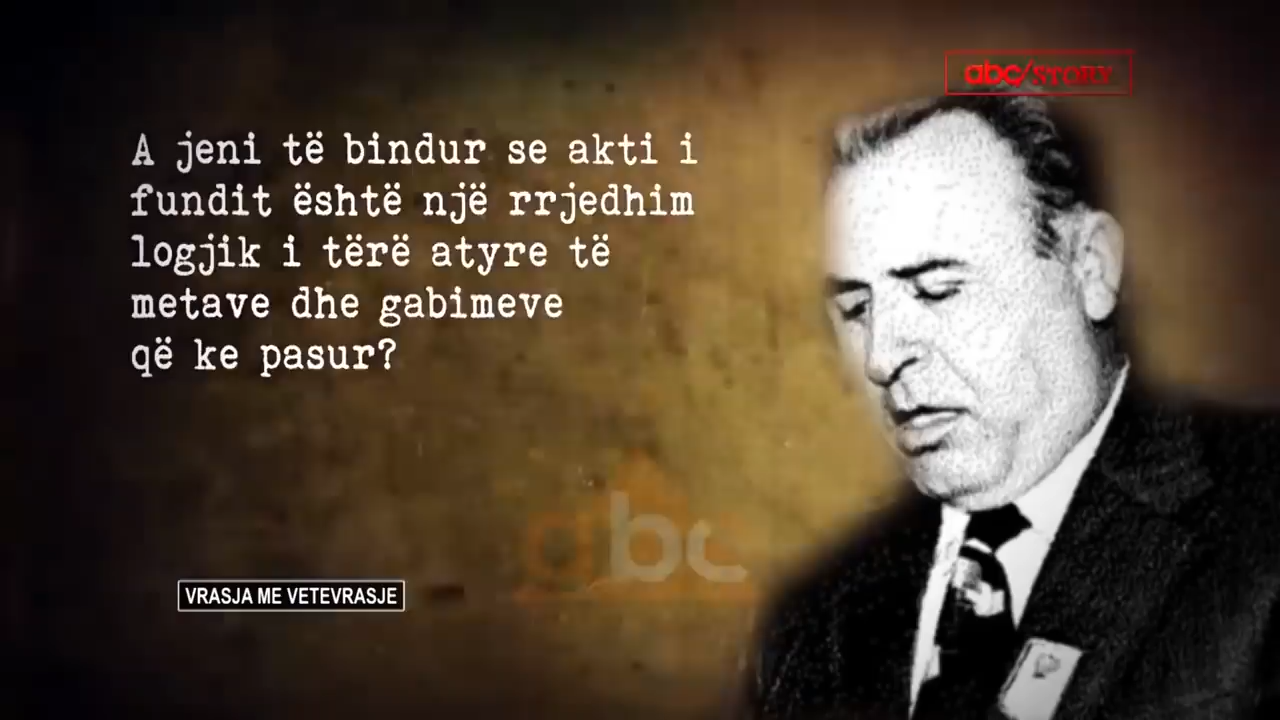 abc/STORY
A jeni të bindur se akti i
fundit është një rrjedhim
logjik i tërë atyre të
metave dhe gabimeve
që ke pasur?
abc
VRASJA ME VETEVRASJE